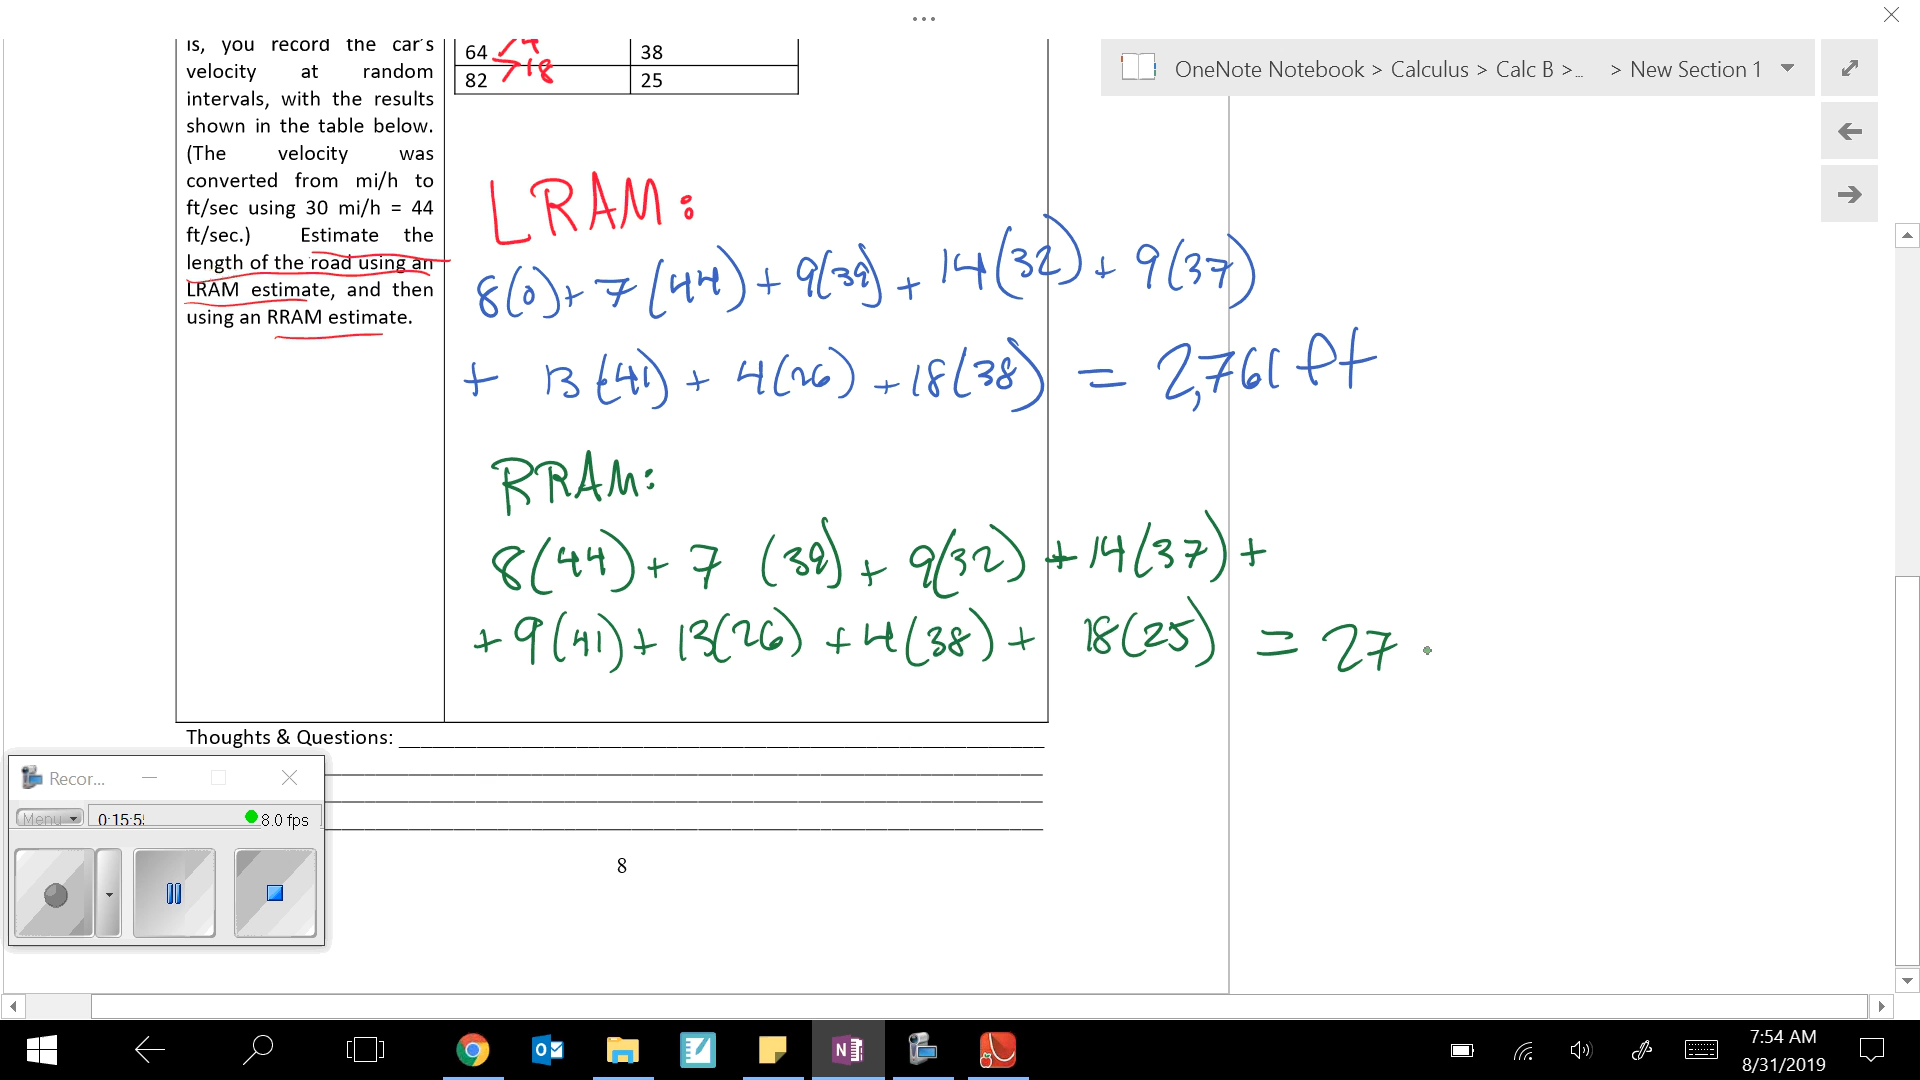 is, you record the car's
velocity at random
intervals, with the results
shown in the table below.
(The velocity was
converted from mi/h to
ft/sec using 30 mi/h = 44
ft/sec.) Estimate the
length of the road using an
LRAM estimate, and then
using an RRAM estimate.
64 38
82 25
18
LRAM:
8(0)+ 7(44)+ 9(39)+ 14(32)+ 9(37)
+ 13(41)+ 4(26)+18(38) = 2,761 ft
RRAM:
8(44)+ 7 (39)+ 9(32)+14(37)+
+9(41)+13(26)+4(38)+ 18(25) = 27
Thoughts & Questions:
8
OneNote Notebook > Calculus > Calc B >... > New Section 1
Recor...
Menu 0:15:5 8.0 fps
7:54 AM
8/31/2019